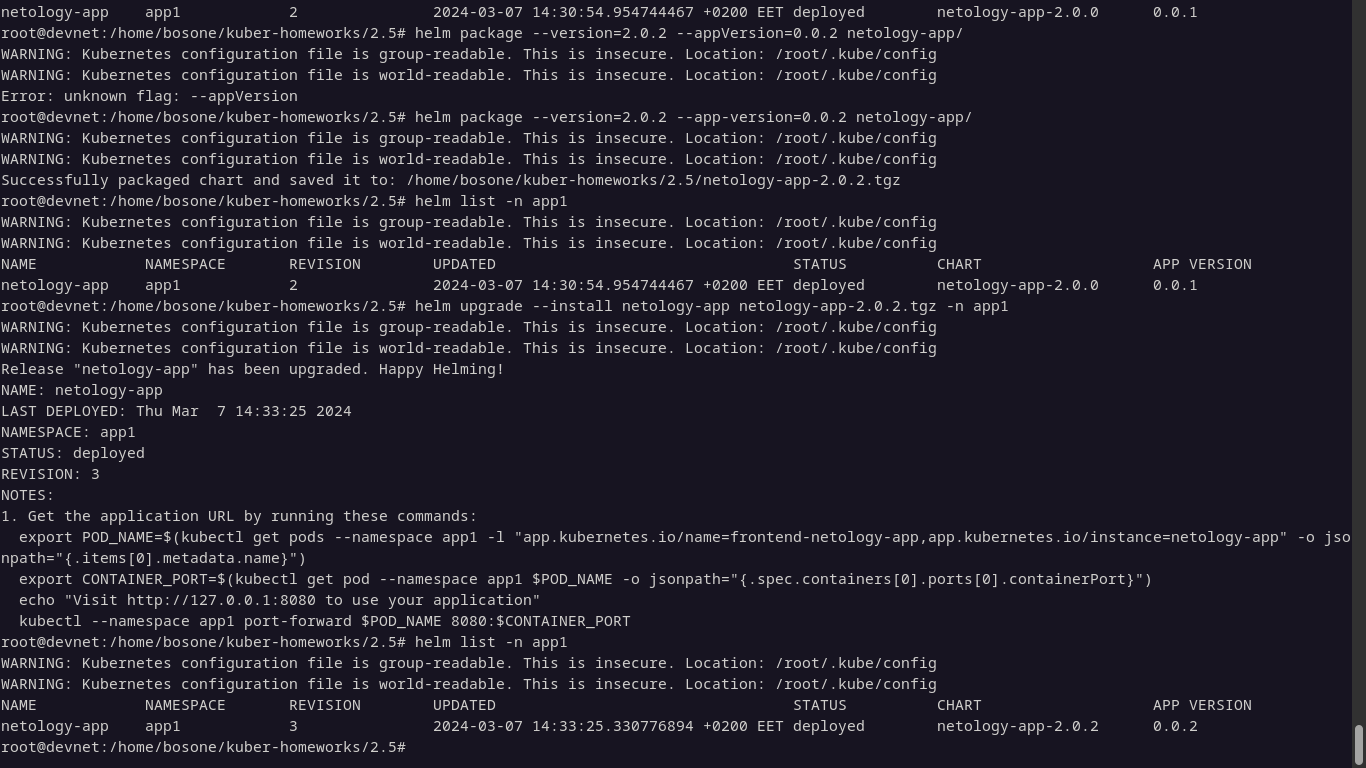 netology-app    app1            2               2024-03-07 14:30:54.954744467 +0200 EET deployed        netology-app-2.0.0      0.0.1
root@devnet:/home/bosone/kuber-homeworks/2.5# helm package --version=2.0.2 --appVersion=0.0.2 netology-app/
WARNING: Kubernetes configuration file is group-readable. This is insecure. Location: /root/.kube/config
WARNING: Kubernetes configuration file is world-readable. This is insecure. Location: /root/.kube/config
Error: unknown flag: --appVersion
root@devnet:/home/bosone/kuber-homeworks/2.5# helm package --version=2.0.2 --app-version=0.0.2 netology-app/
WARNING: Kubernetes configuration file is group-readable. This is insecure. Location: /root/.kube/config
WARNING: Kubernetes configuration file is world-readable. This is insecure. Location: /root/.kube/config
Successfully packaged chart and saved it to: /home/bosone/kuber-homeworks/2.5/netology-app-2.0.2.tgz
root@devnet:/home/bosone/kuber-homeworks/2.5# helm list -n app1
WARNING: Kubernetes configuration file is group-readable. This is insecure. Location: /root/.kube/config
WARNING: Kubernetes configuration file is world-readable. This is insecure. Location: /root/.kube/config
NAME            NAMESPACE       REVISION        UPDATED                                 STATUS          CHART                   APP VERSION
netology-app    app1            2               2024-03-07 14:30:54.954744467 +0200 EET deployed        netology-app-2.0.0      0.0.1
root@devnet:/home/bosone/kuber-homeworks/2.5# helm upgrade --install netology-app netology-app-2.0.2.tgz -n app1
WARNING: Kubernetes configuration file is group-readable. This is insecure. Location: /root/.kube/config
WARNING: Kubernetes configuration file is world-readable. This is insecure. Location: /root/.kube/config
Release "netology-app" has been upgraded. Happy Helming!
NAME: netology-app
LAST DEPLOYED: Thu Mar  7 14:33:25 2024
NAMESPACE: app1
STATUS: deployed
REVISION: 3
NOTES:
1. Get the application URL by running these commands:
  export POD_NAME=$(kubectl get pods --namespace app1 -l "app.kubernetes.io/name=frontend-netology-app,app.kubernetes.io/instance=netology-app" -o jso
npath="{.items[0].metadata.name}")
  export CONTAINER_PORT=$(kubectl get pod --namespace app1 $POD_NAME -o jsonpath="{.spec.containers[0].ports[0].containerPort}")
  echo "Visit http://127.0.0.1:8080 to use your application"
  kubectl --namespace app1 port-forward $POD_NAME 8080:$CONTAINER_PORT
root@devnet:/home/bosone/kuber-homeworks/2.5# helm list -n app1
WARNING: Kubernetes configuration file is group-readable. This is insecure. Location: /root/.kube/config
WARNING: Kubernetes configuration file is world-readable. This is insecure. Location: /root/.kube/config
NAME            NAMESPACE       REVISION        UPDATED                                 STATUS          CHART                   APP VERSION
netology-app    app1            3               2024-03-07 14:33:25.330776894 +0200 EET deployed        netology-app-2.0.2      0.0.2
root@devnet:/home/bosone/kuber-homeworks/2.5#